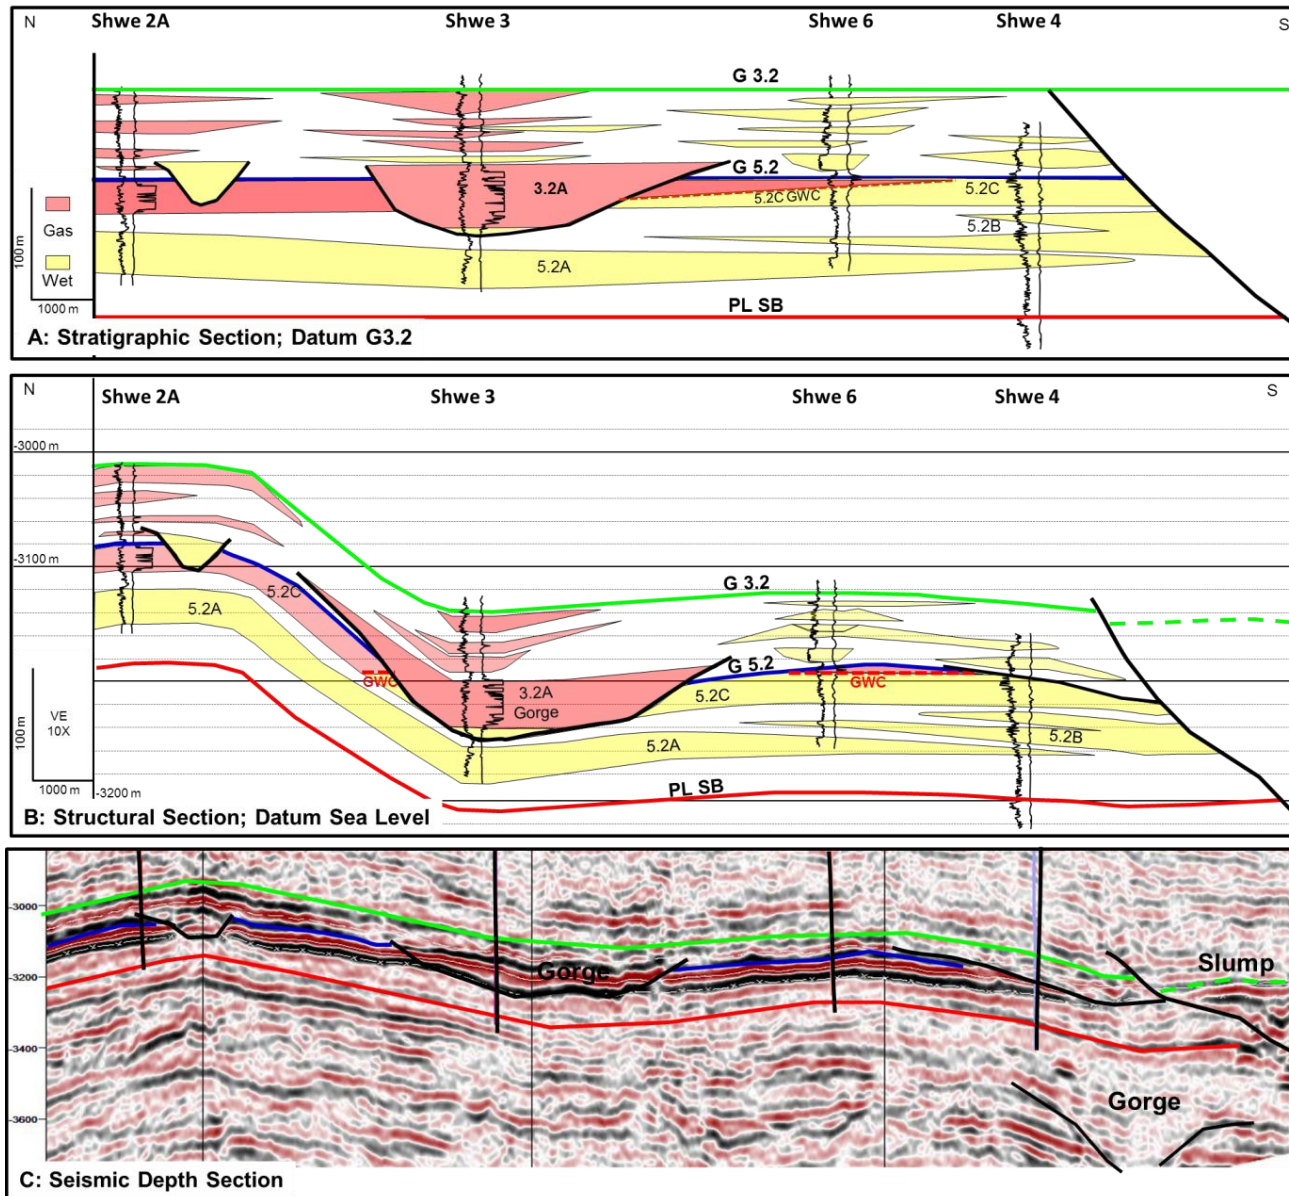 N
Shwe 2A
Shwe 3
Shwe 6
Shwe 4
S
G 3.2
G 5.2
3.2A
5.2C
5.2C GWC
5.2B
5.2A
Gas
Wet
100 m
1000 m
PL SB
A: Stratigraphic Section; Datum G3.2
N
Shwe 2A
Shwe 3
Shwe 6
Shwe 4
S
-3000 m
-3100 m
G 3.2
5.2C
5.2A
G 5.2
GWC
GWC
3.2A
Gorge
5.2C
5.2A
5.2B
VE
10X
100 m
1000 m
-3200 m
PL SB
B: Structural Section; Datum Sea Level
-3000
-3200
-3400
-3600
Gorge
Slump
Gorge
C: Seismic Depth Section